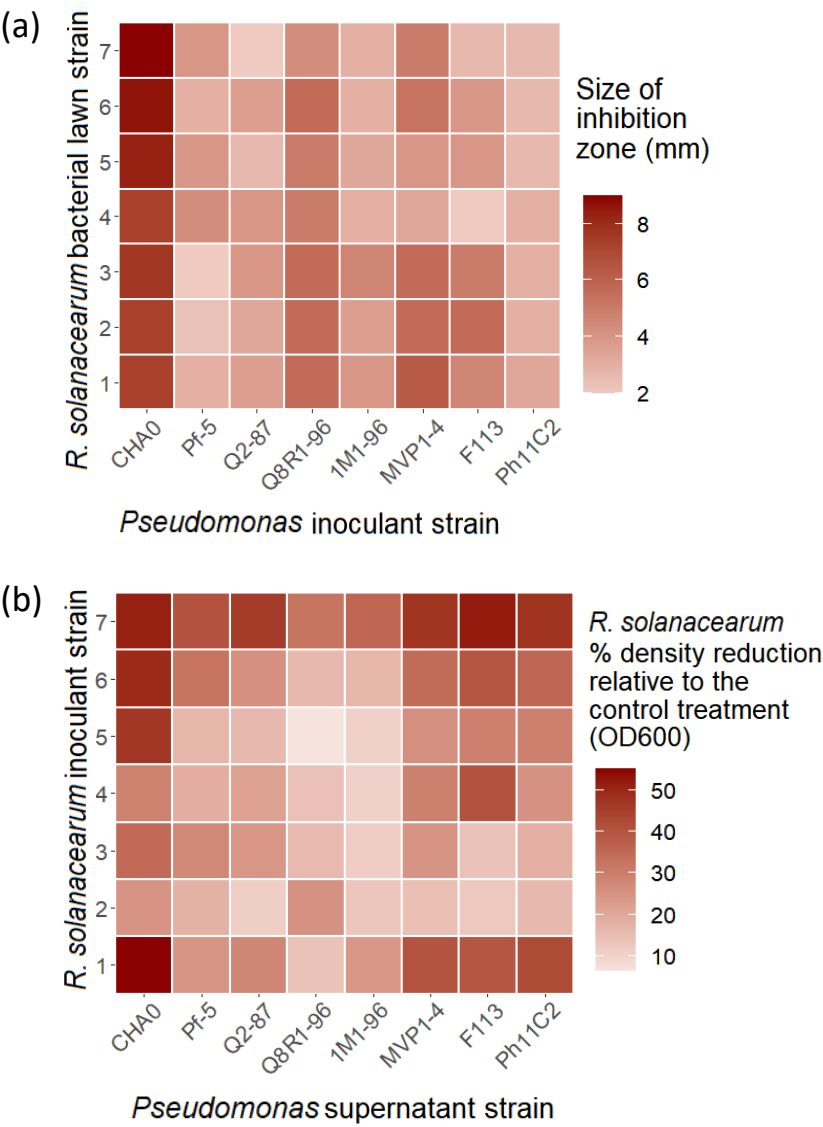 (a)
R. solanacearum bacterial lawn strain
7
6
5
4
3
2
1
CHA0
Pf-5
Q2-87
Q8R1-96
1M1-96
MVP1-4
F113
Ph11C2
Pseudomonas inoculant strain
Size of
inhibition
zone (mm)
8
6
4
2
(b)
R. solanacearum inoculant strain
7
6
5
4
3
2
1
CHA0
Pf-5
Q2-87
Q8R1-96
1M1-96
MVP1-4
F113
Ph11C2
Pseudomonas supernatant strain
R. solanacearum
% density reduction
relative to the
control treatment
(OD600)
50
40
30
20
10